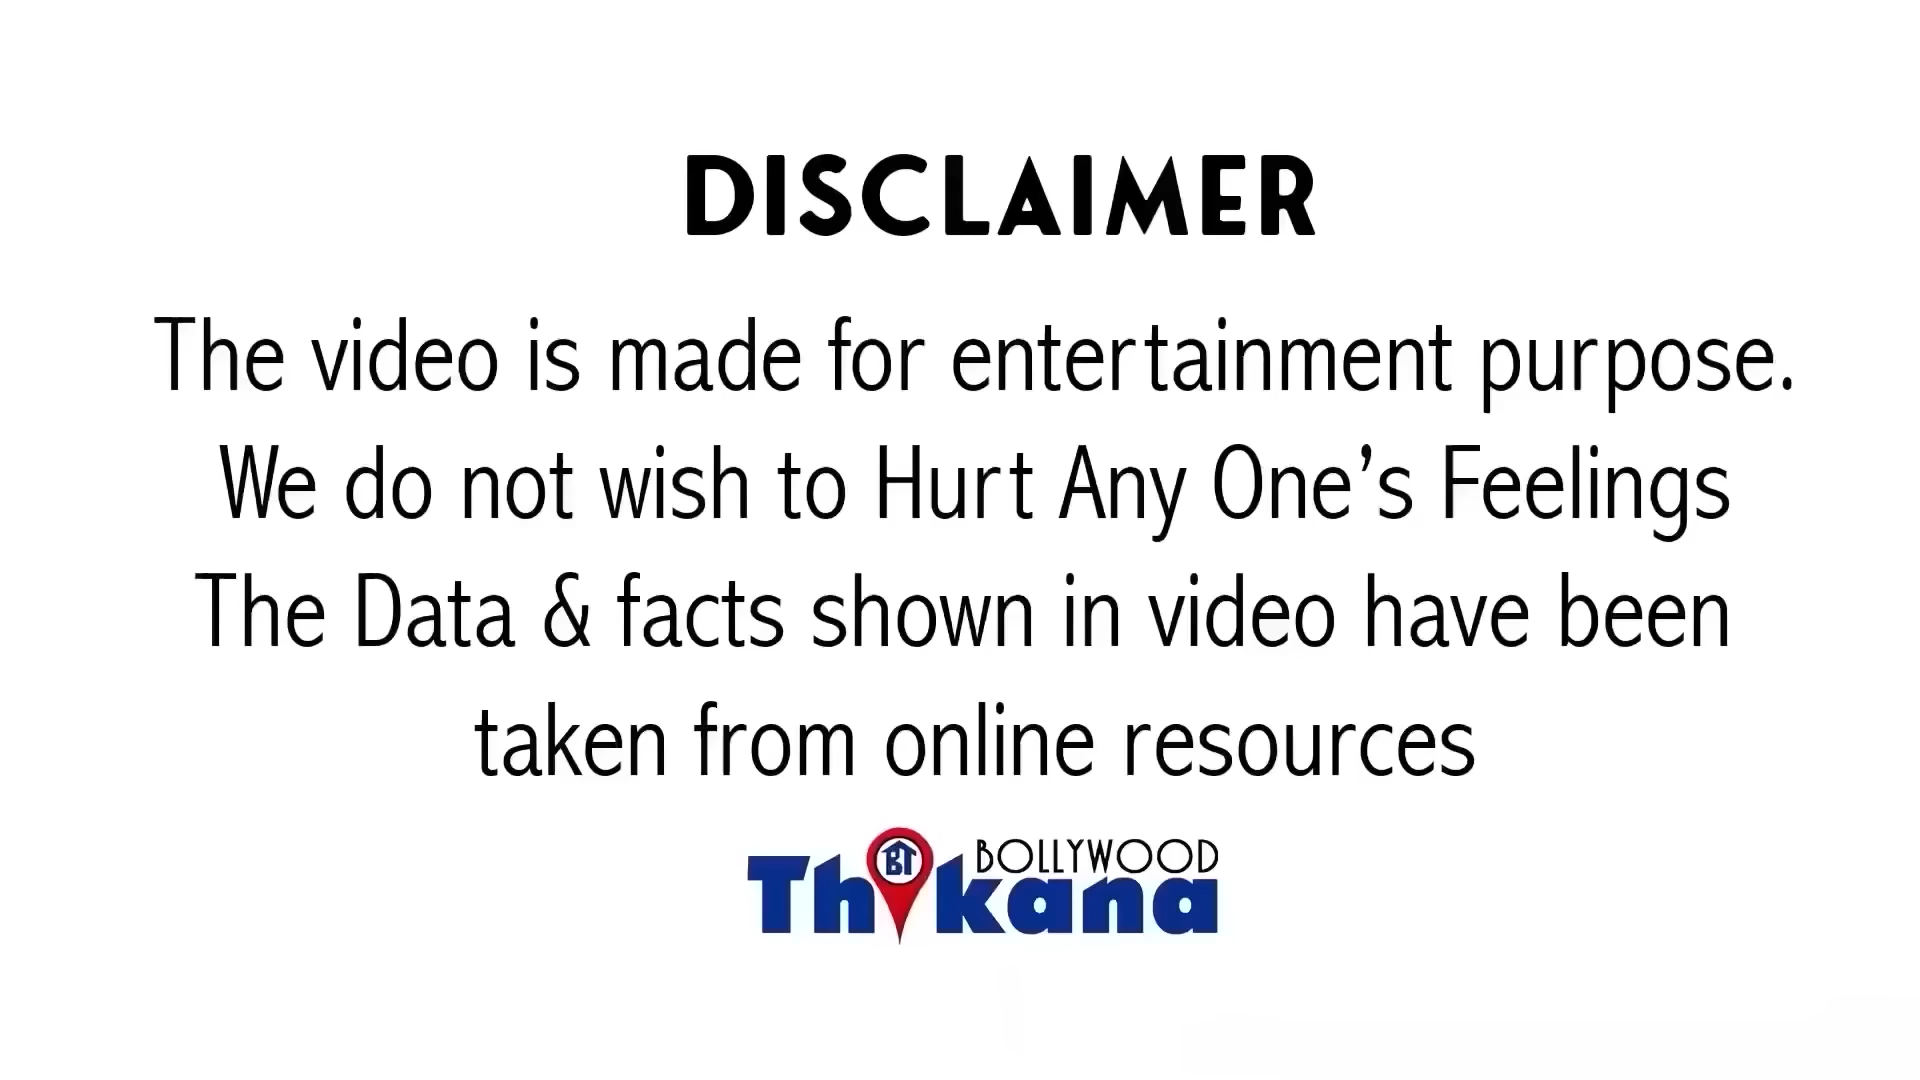 DISCLAIMER
The video is made for entertainment purpose.
We do not wish to Hurt Any One’s Feelings
The Data & facts shown in video have been
taken from online resources
BOLLYWOOD
BT
Thikana